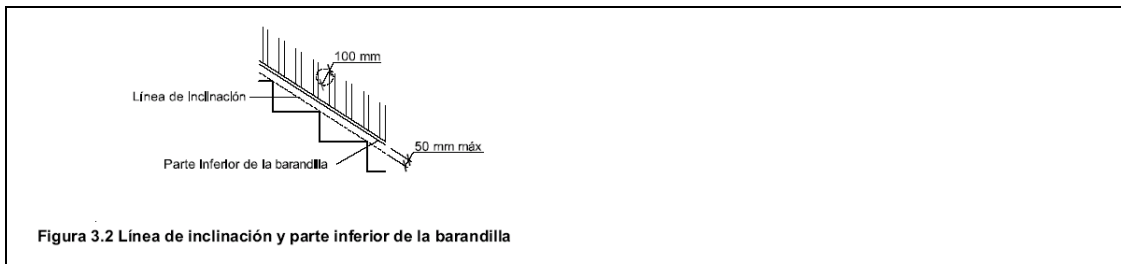 100 mm
Línea de Inclinación
50 mm máx
Parte Inferior de la barandilla
Figura 3.2 Línea de inclinación y parte inferior de la barandilla